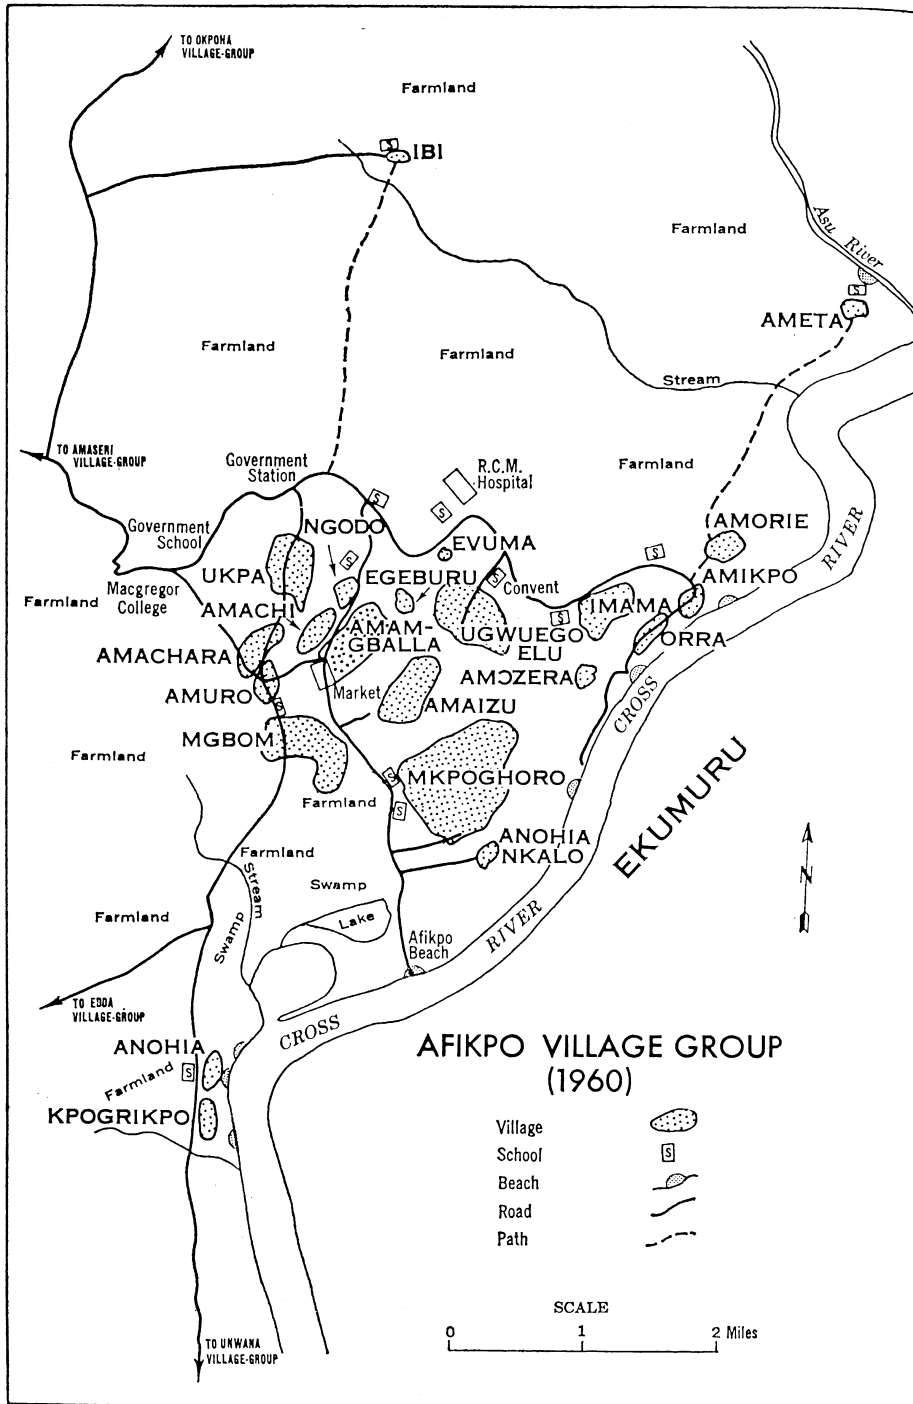 TO OKPOHA
VILLAGE-GROUP
Farmland
S
IBI
Farmland
Asu River
S
AMETA
Farmland
Farmland
Stream
TO AMASERI
VILLAGE-GROUP
Government
Station
R.C.M.
Hospital
Farmland
S
S
Government
School
NGODO
EVUMA
AMORIE
S
S
S
UKPA
EGEBURU
Convent
AMIKPO
Macgregor
College
Farmland
AMACHI
IMAMA
AMAM-
GBALLA
UGWUEGO
ELU
S
ORRA
AMACHARA
AMOZERA
AMURO
S
Market
AMAIZU
CROSS
RIVER
MGBOM
Farmland
S
MKPOGHORO
Farmland
S
EKUMURU
ANOHIA
NKALO
Farmland
Stream
Swamp
Swamp
Lake
Farmland
Afikpo
Beach
RIVER
N
CROSS
TO EDDA
VILLAGE-GROUP
ANOHIA
S
Farmland
KPOGRIKPO
TO UNWANA
VILLAGE-GROUP
AFIKPO VILLAGE GROUP
(1960)
Village
School S
Beach
Road
Path
SCALE
0 1 2 Miles